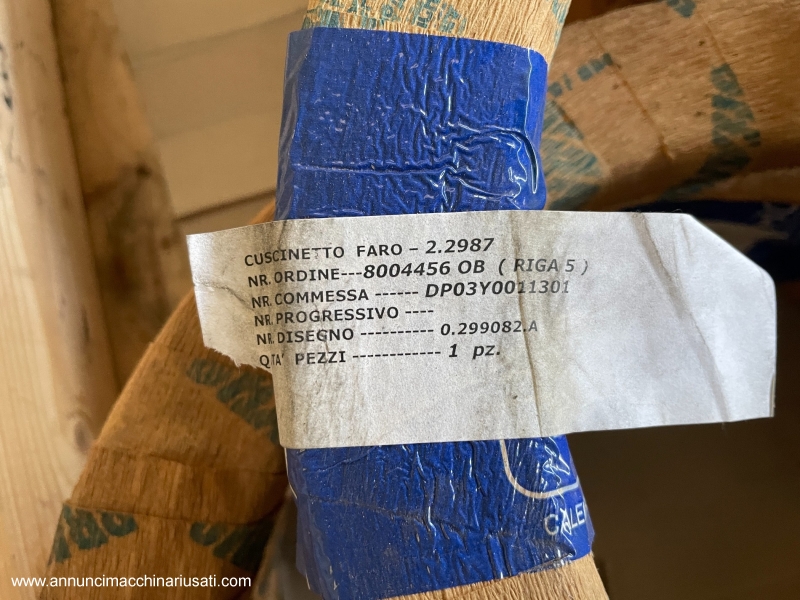 CUSCINETTO FARO – 2.2987
NR. ORDINE---8004456 OB ( RIGA 5 )
NR. COMMESSA ------ DP03Y0011301
NR. PROGRESSIVO ----
NR. DISEGNO ---------- 0.299082.A
Q.TA' PEZZI ------------ 1 pz.
www.annuncimacchinariusati.com